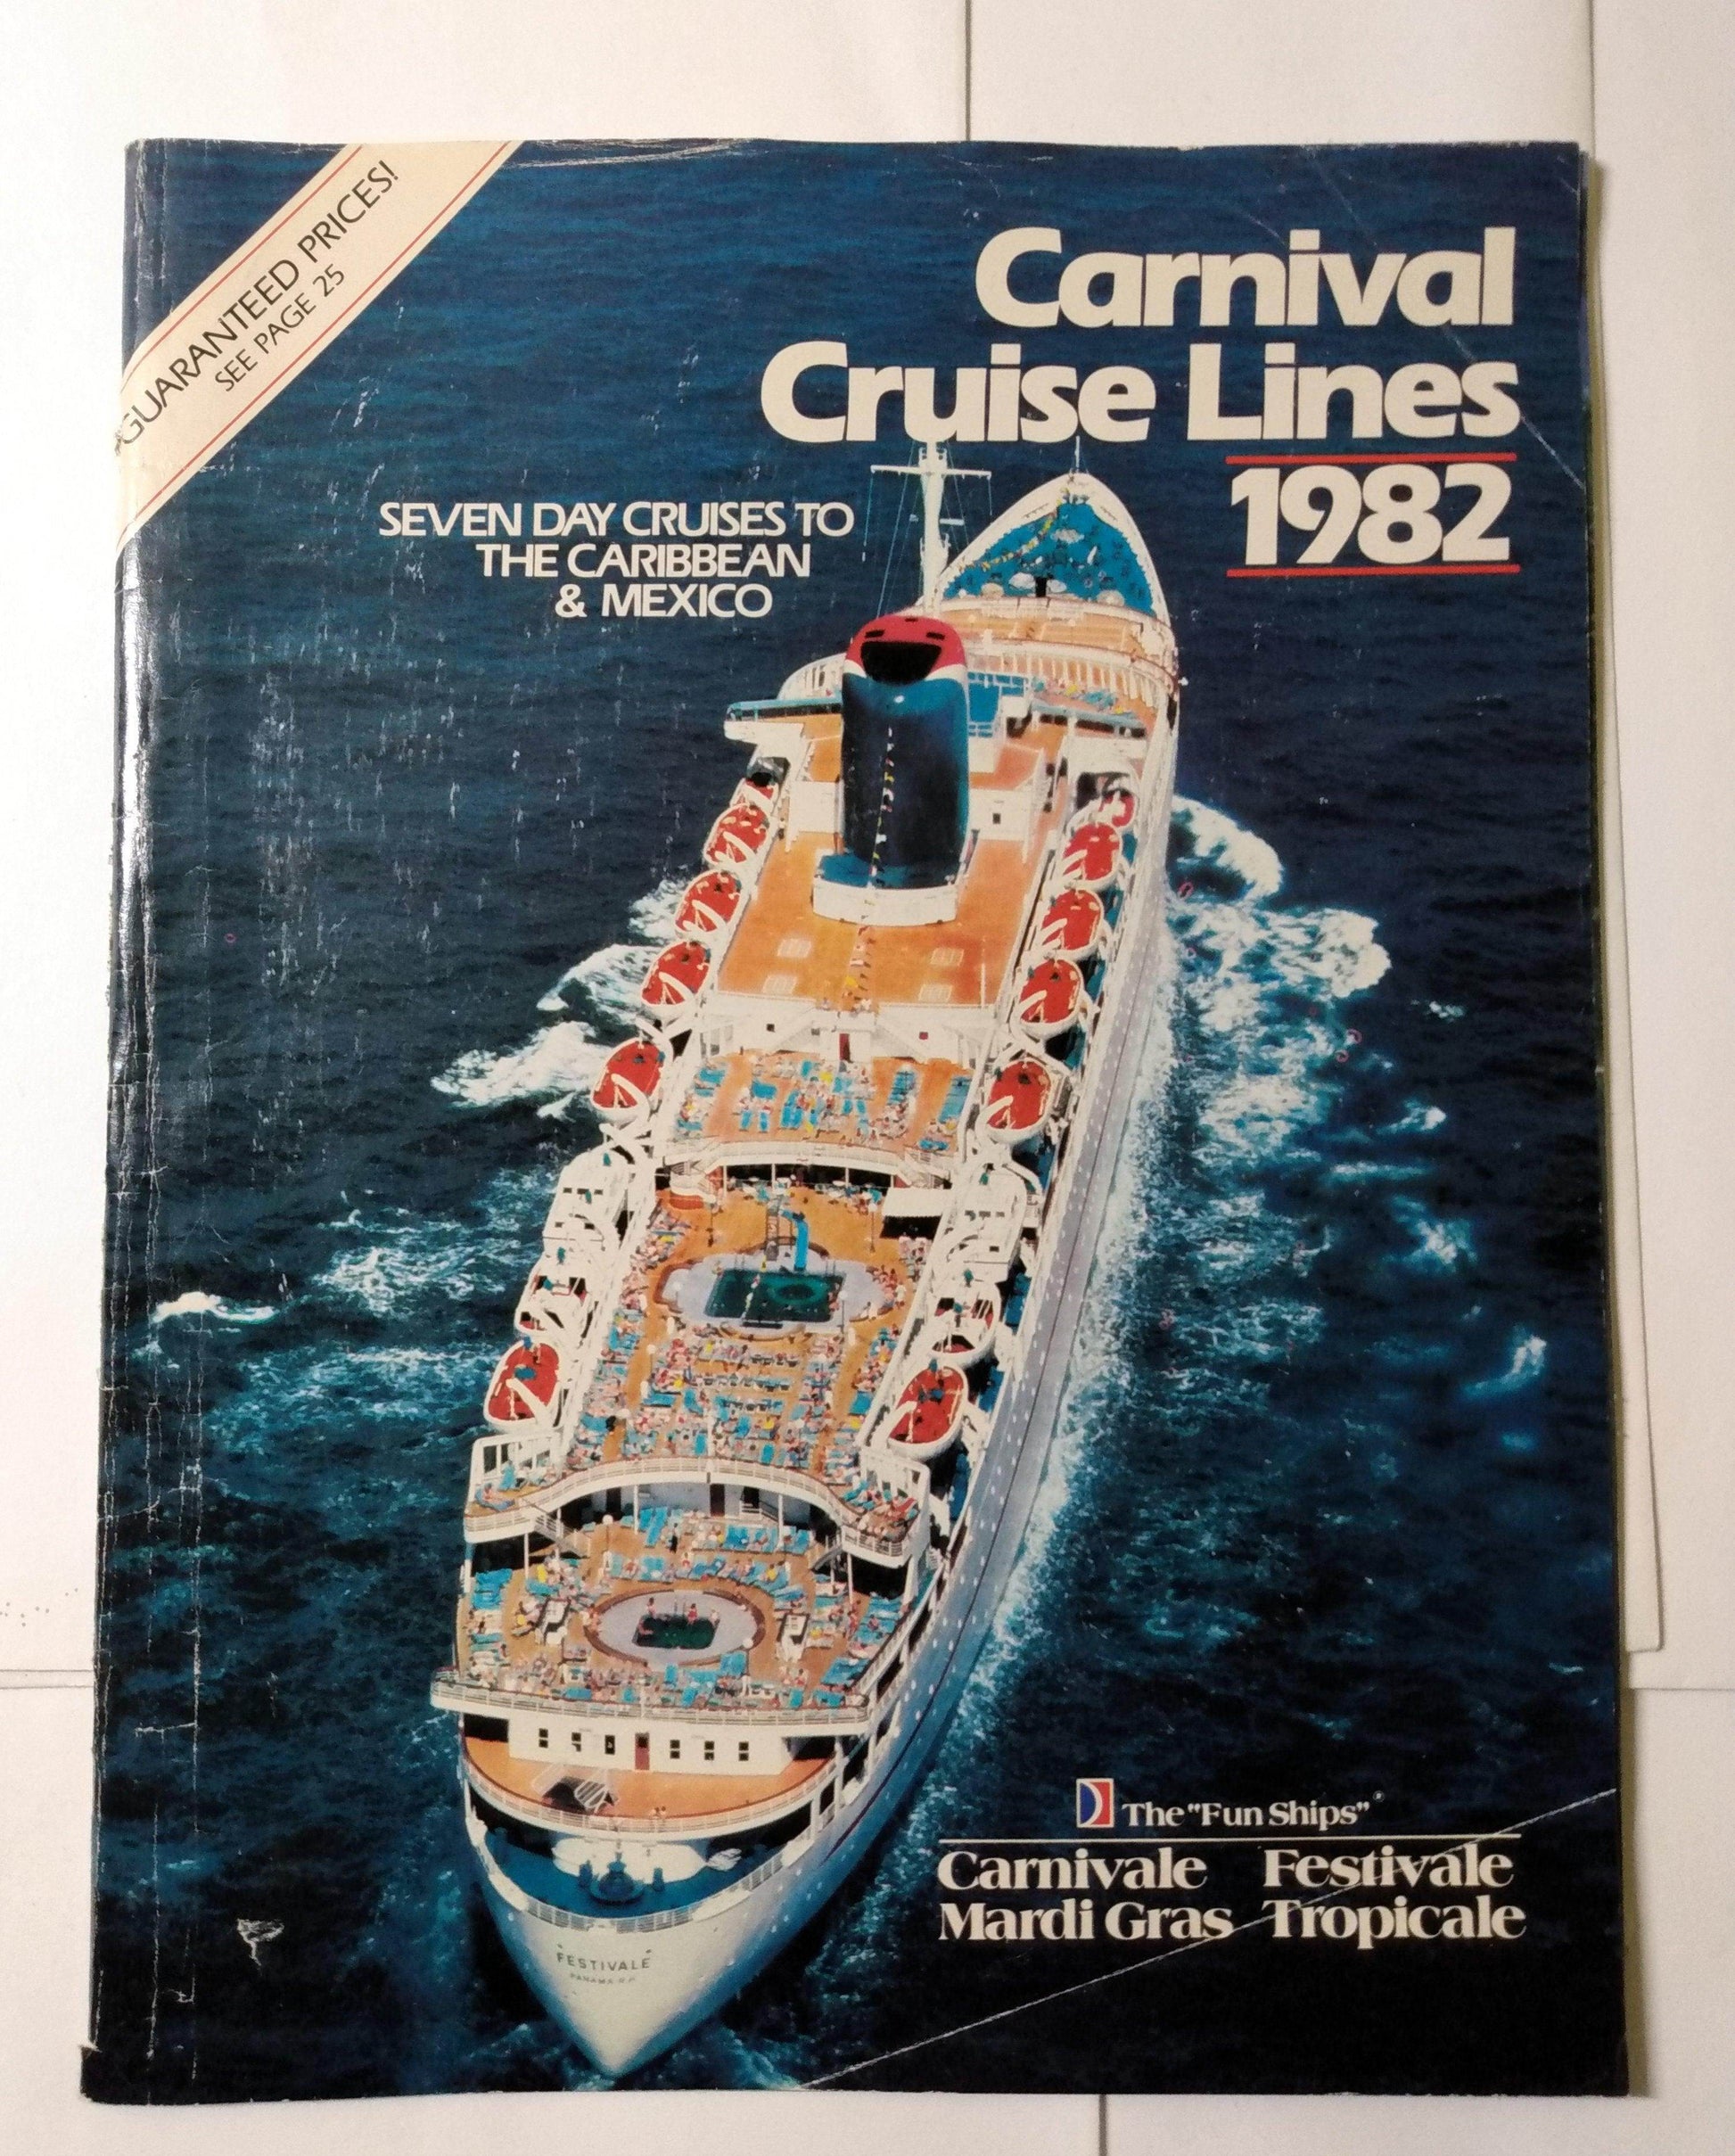 GUARANTEED PRICES!
SEE PAGE 25
Carnival
Cruise Lines
1982
SEVEN DAY CRUISES TO
THE CARIBBEAN
& MEXICO
The "Fun Ships"®
Carnivale Festivale
Mardi Gras Tropicale
"FESTIVALE"
PANAMA R.P.